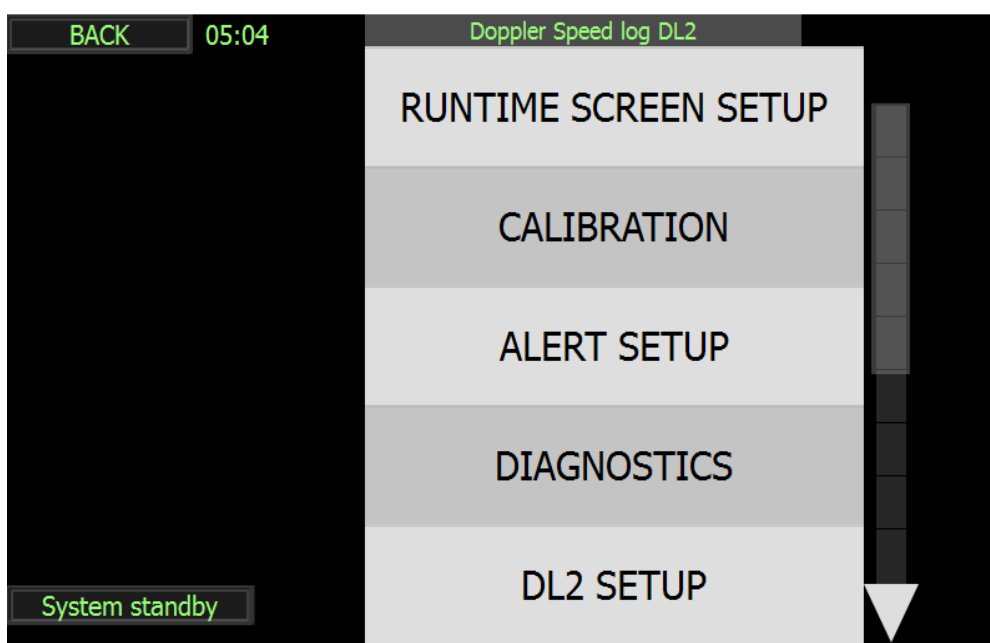 BACK
05:04
Doppler Speed log DL2
RUNTIME SCREEN SETUP
CALIBRATION
ALERT SETUP
DIAGNOSTICS
DL2 SETUP
System standby